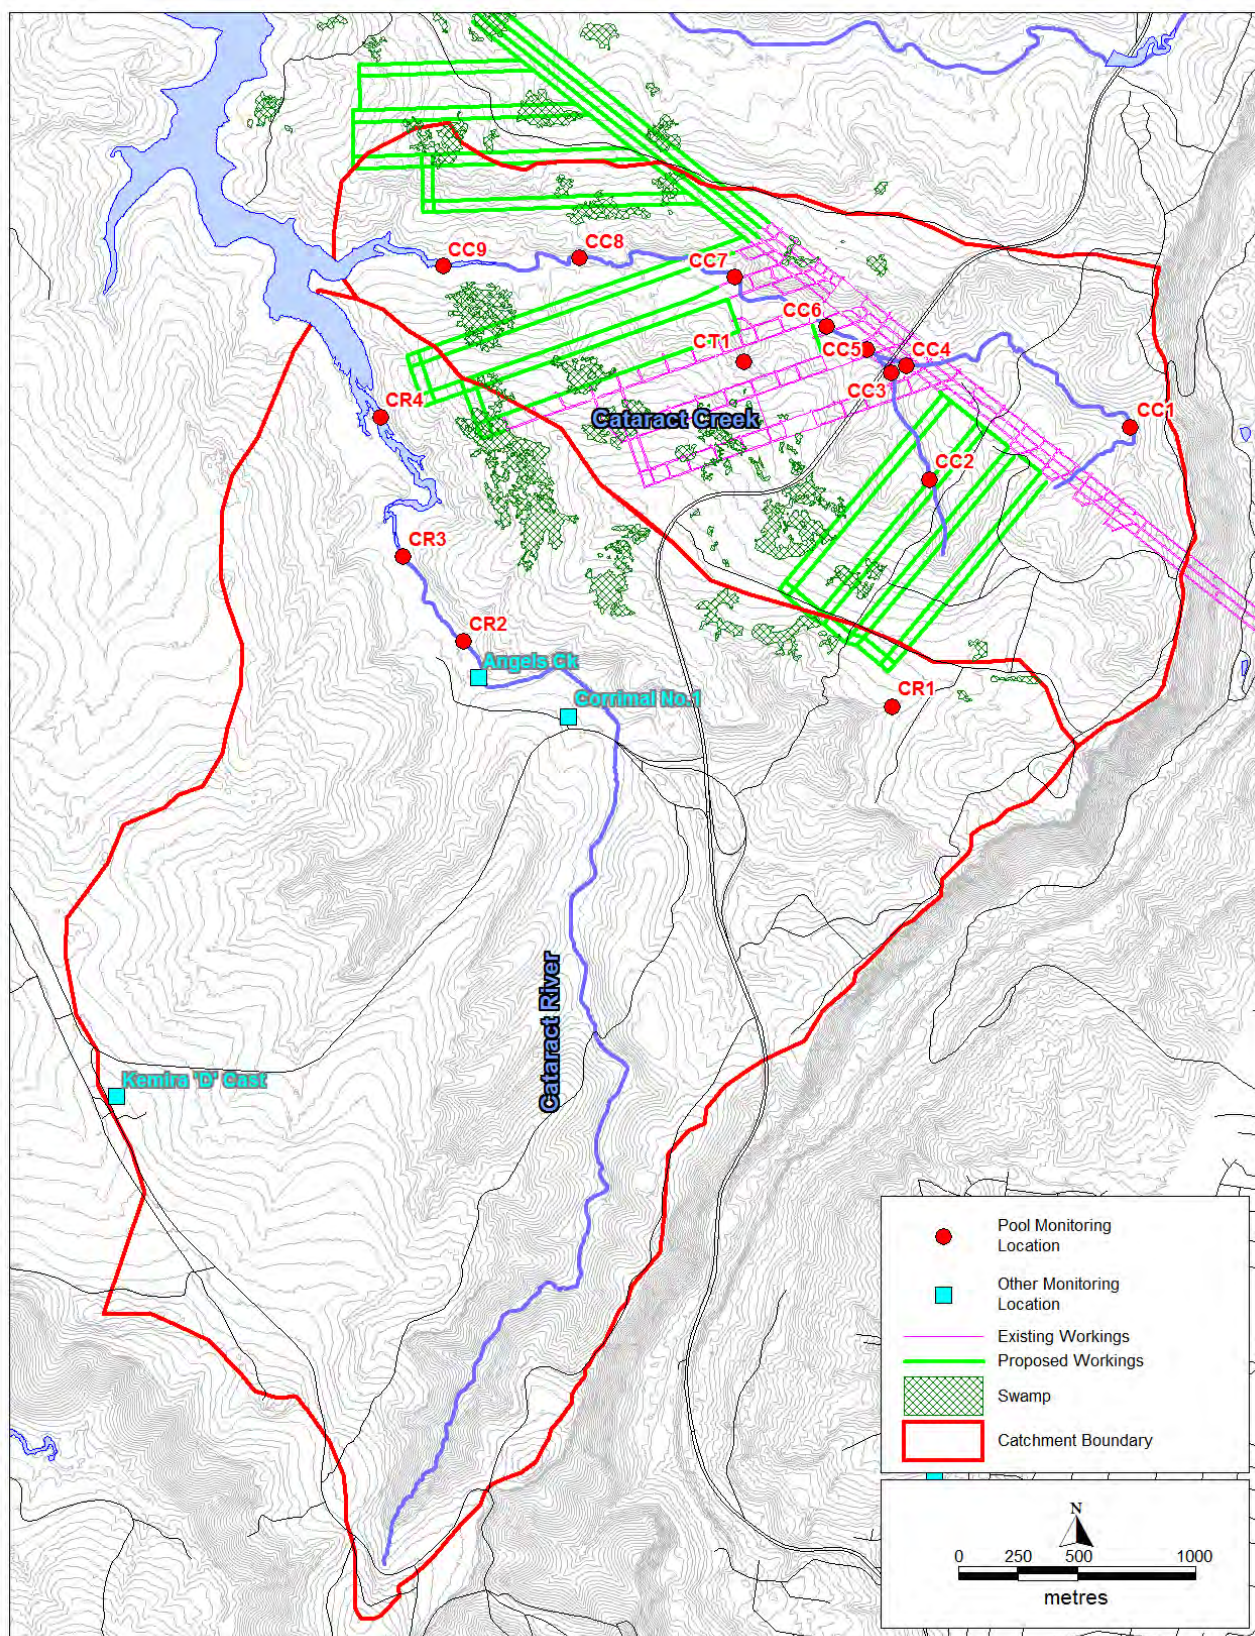 CC8
CC9
CC7
CC6
CT1
CC5
CC4
CC3
CR4
Cataract Creek
CC1
CC2
CR3
CR2
Angels Ck
CR1
Corrimal No.1
Cataract River
Kemira 'D' Cast
Pool Monitoring
Location
Other Monitoring
Location
Existing Workings
Proposed Workings
Swamp
Catchment Boundary
N
0 250 500 1000
metres